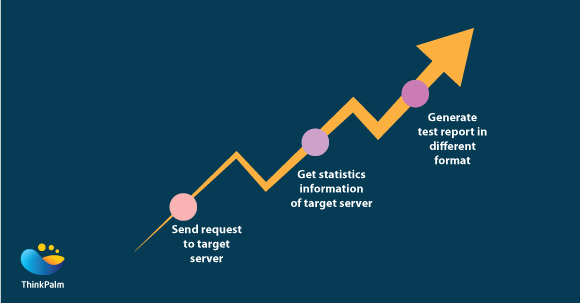 Generate
test report in
different
format
Get statistics
information
of target server
Send request
to target
server
ThinkPalm